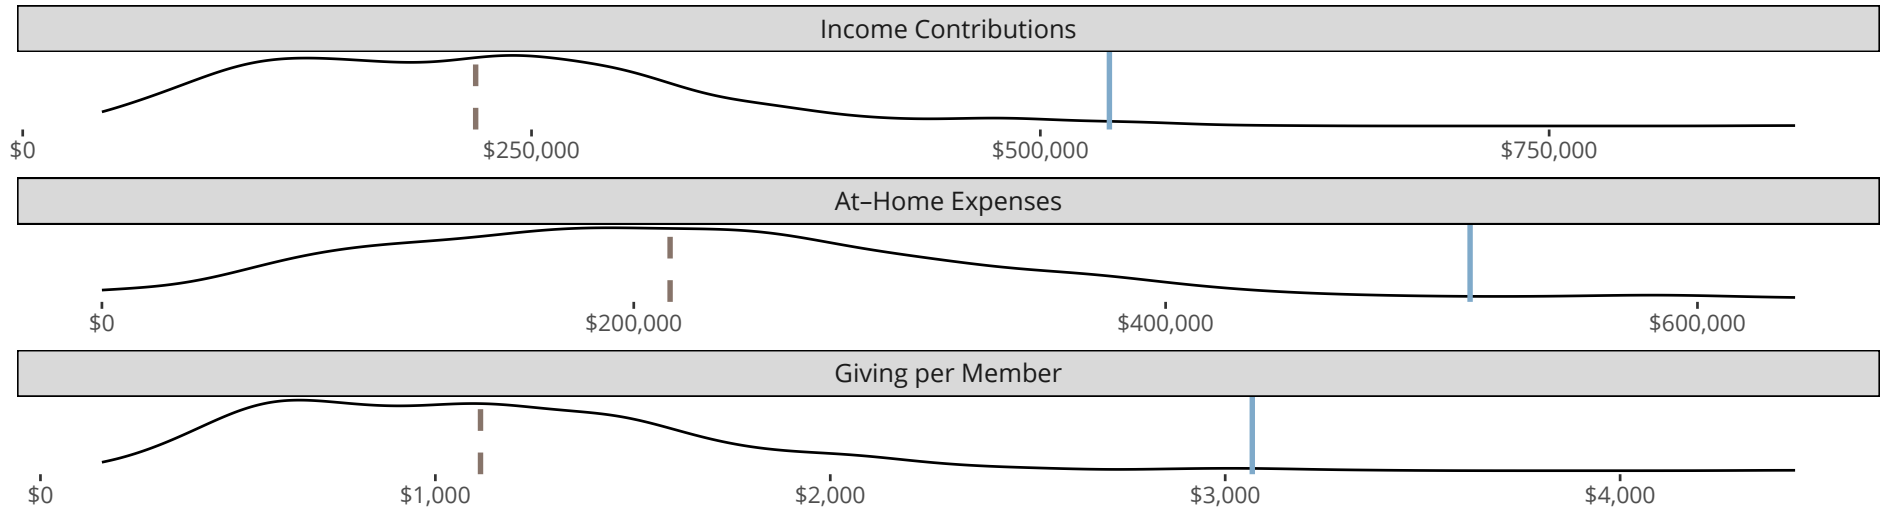 Income Contributions
$0 $250,000 $500,000 $750,000
At–Home Expenses
$0 $200,000 $400,000 $600,000
Giving per Member
$0 $1,000 $2,000 $3,000 $4,000